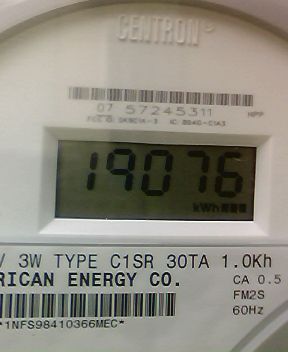 CENTRON®
07 57245311
19076
kWh
V 3W TYPE C1SR 30TA 1.0Kh
RICAN ENERGY CO.
CA 0.5
FM2S
60Hz
*1NFS98410366MEC*